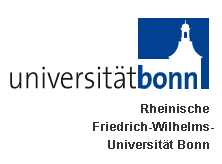 universitätbonn
Rheinische
Friedrich-Wilhelms-
Universität Bonn